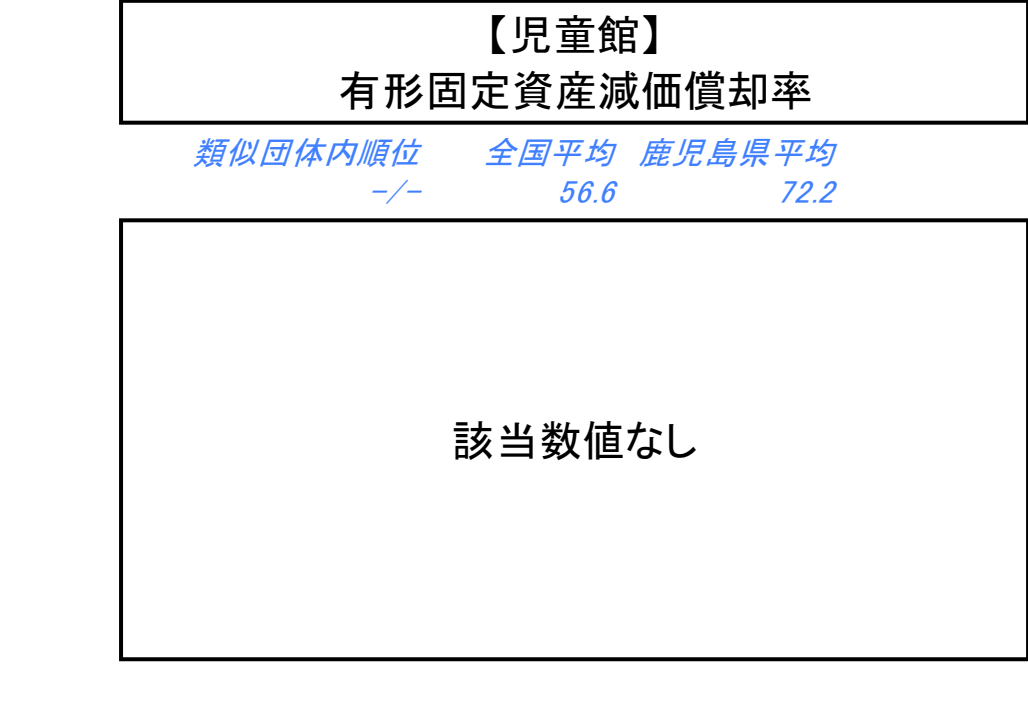 【児童館】
有形固定資産減価償却率
類似団体内順位 全国平均 鹿児島県平均
-/- 56.6 72.2
該当数値なし